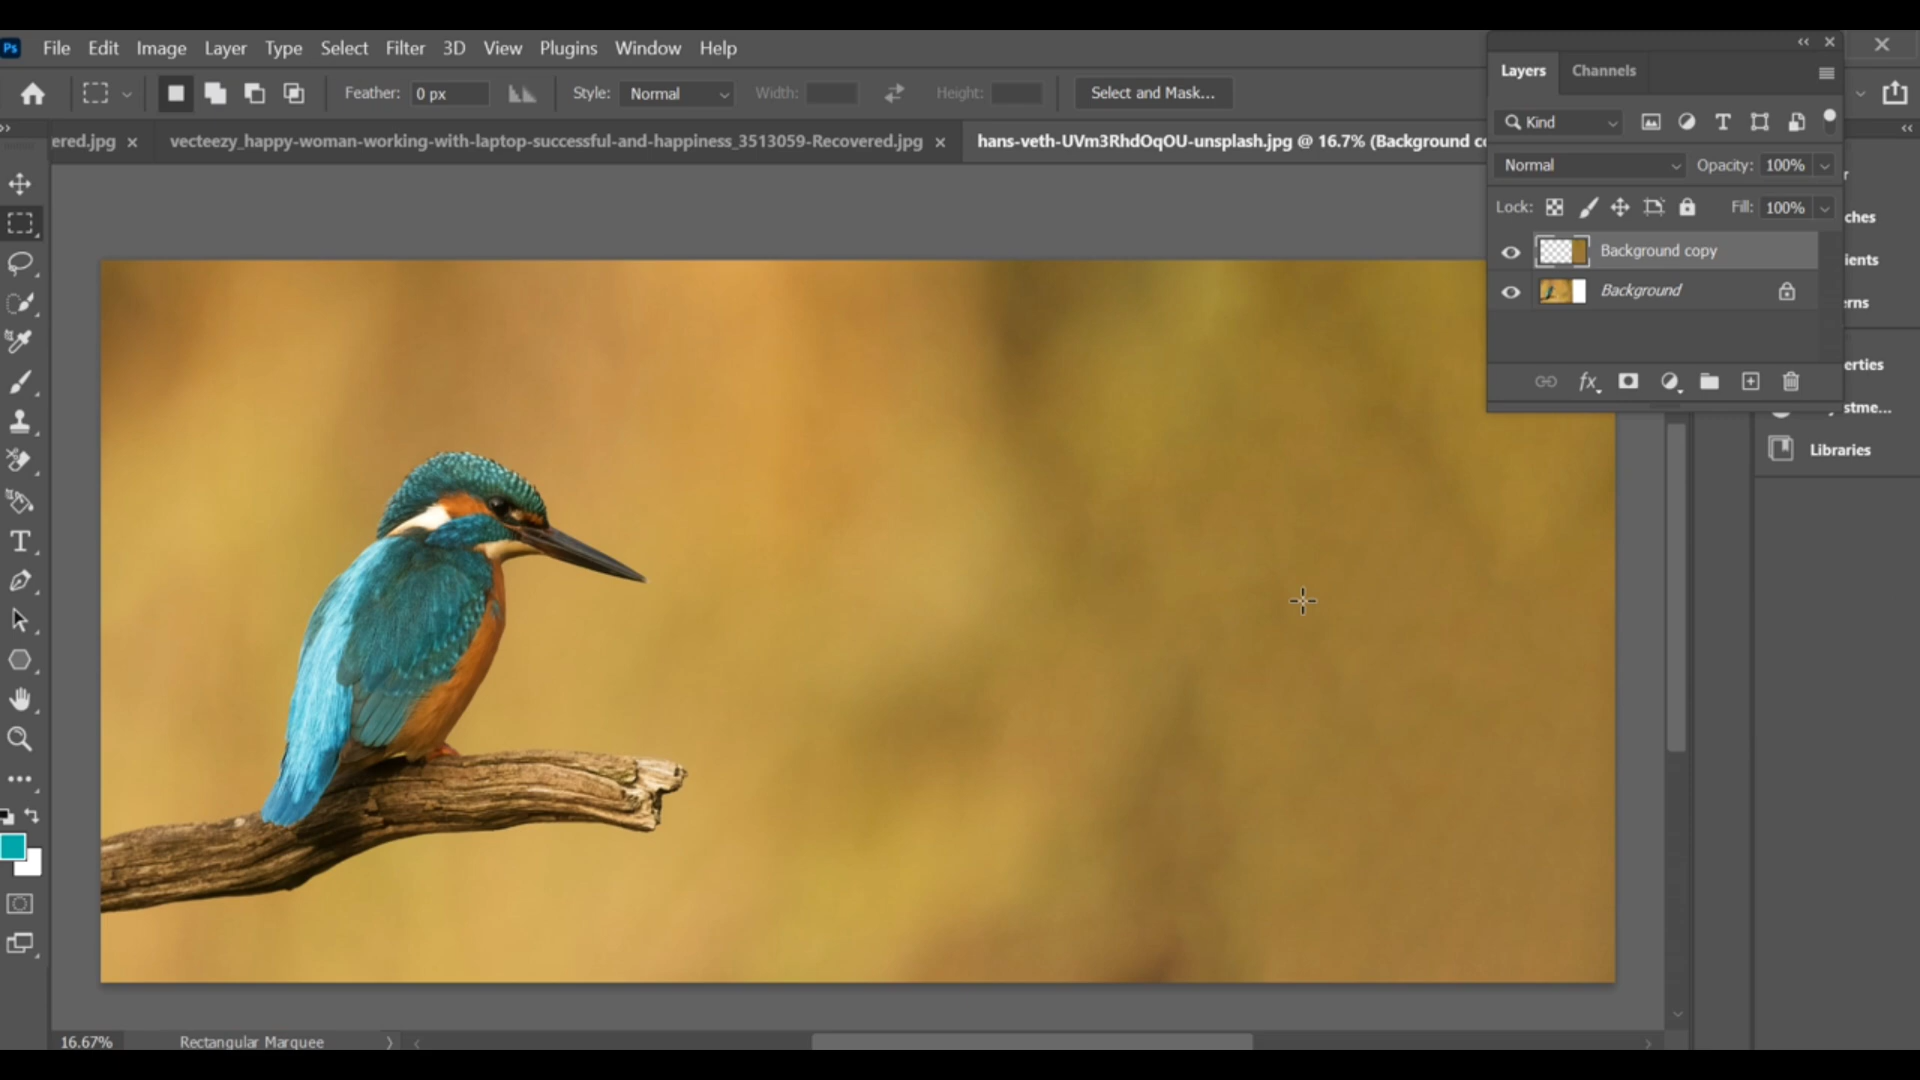 Ps File Edit Image Layer Type Select Filter 3D View Plugins Window Help
Feather: 0 px Style: Normal Width: Height: Select and Mask...
ered.jpg × vecteezy_happy-woman-working-with-laptop-successful-and-happiness_3513059-Recovered.jpg × hans-veth-UVm3RhdOqOU-unsplash.jpg @ 16.7% (Background co
Layers Channels
Kind
Normal Opacity: 100%
Lock: Fill: 100%
Background copy
Background
r
ches
ients
erns
erties
stme...
Libraries
16.67% Rectangular Marquee